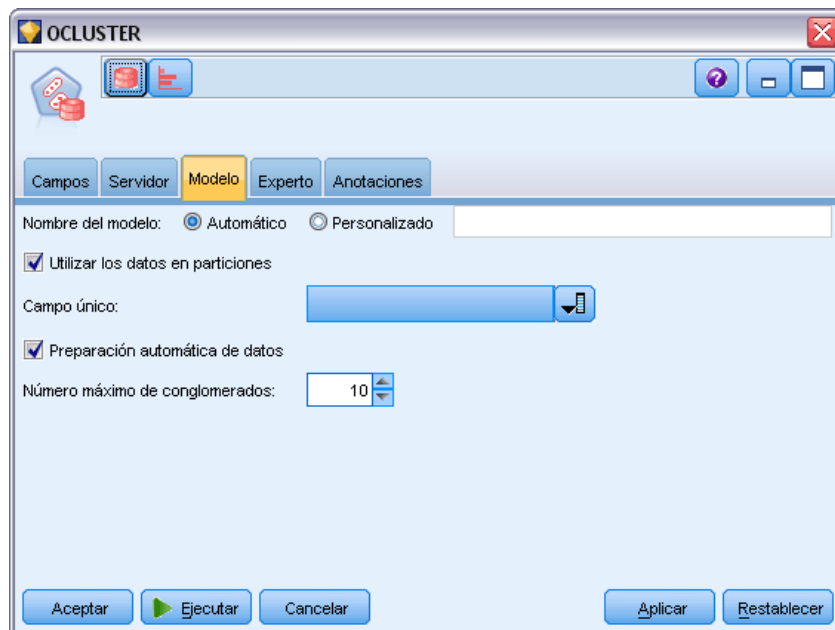 OCLUSTER
Campos Servidor Modelo Experto Anotaciones
Nombre del modelo: Automático Personalizado
Utilizar los datos en particiones
Campo único:
Preparación automática de datos
Número máximo de conglomerados: 10
Aceptar Ejecutar Cancelar Aplicar Restablecer